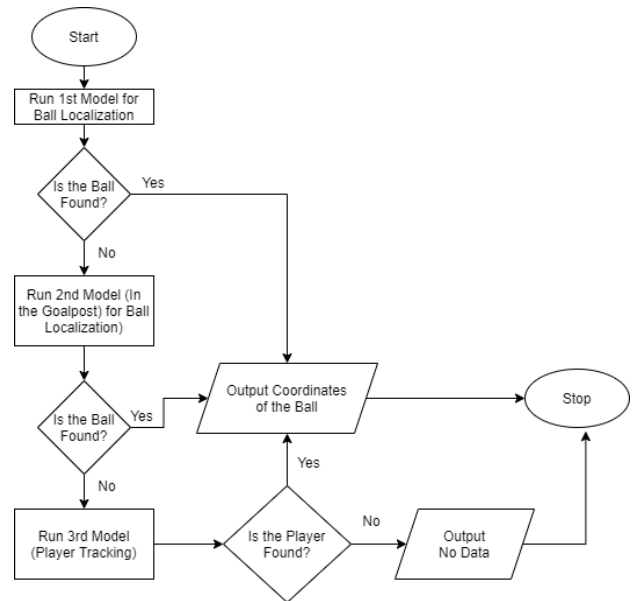 Start
Run 1st Model for
Ball Localization
Is the Ball
Found?
Yes
No
Run 2nd Model (In
the Goalpost) for Ball
Localization)
Is the Ball
Found?
Yes
Output Coordinates
of the Ball
Stop
No
Yes
Run 3rd Model
(Player Tracking)
Is the Player
Found?
No
Output
No Data